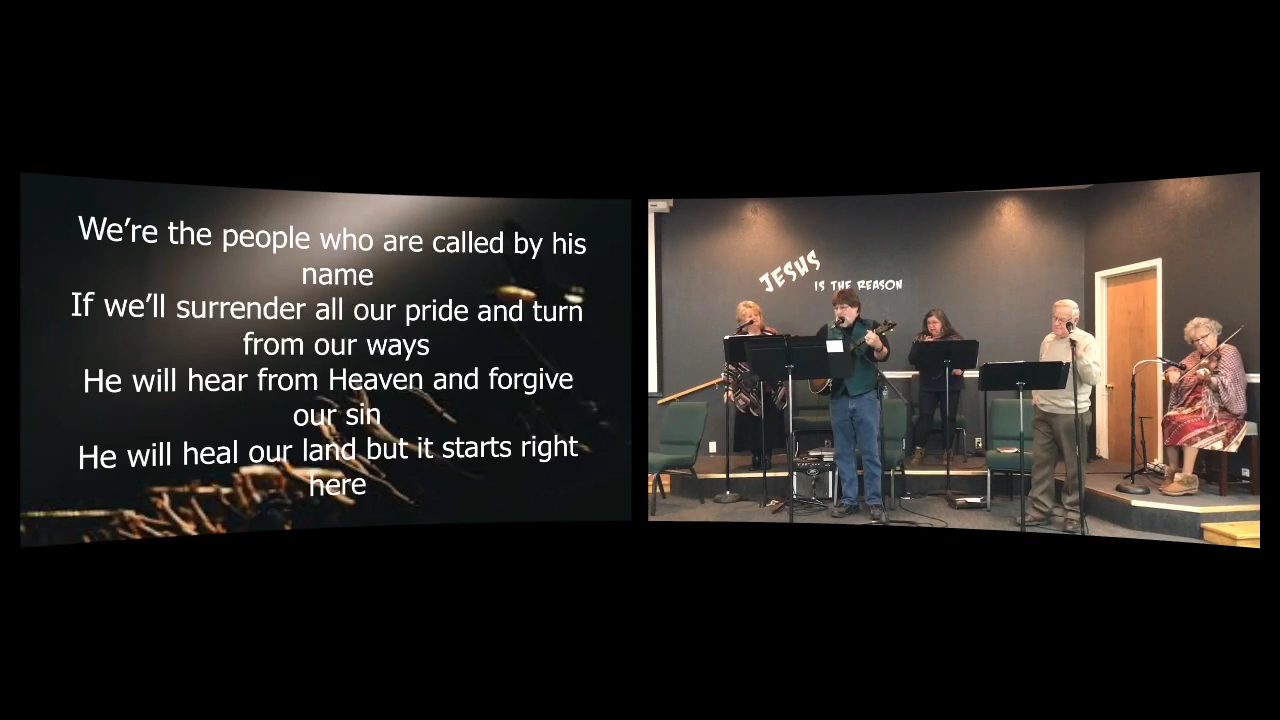 We're the people who are called by his
name
If we'll surrender all our pride and turn
from our ways
He will hear from Heaven and forgive
our sin
He will heal our land but it starts right
here
JESUS
IS THE REASON